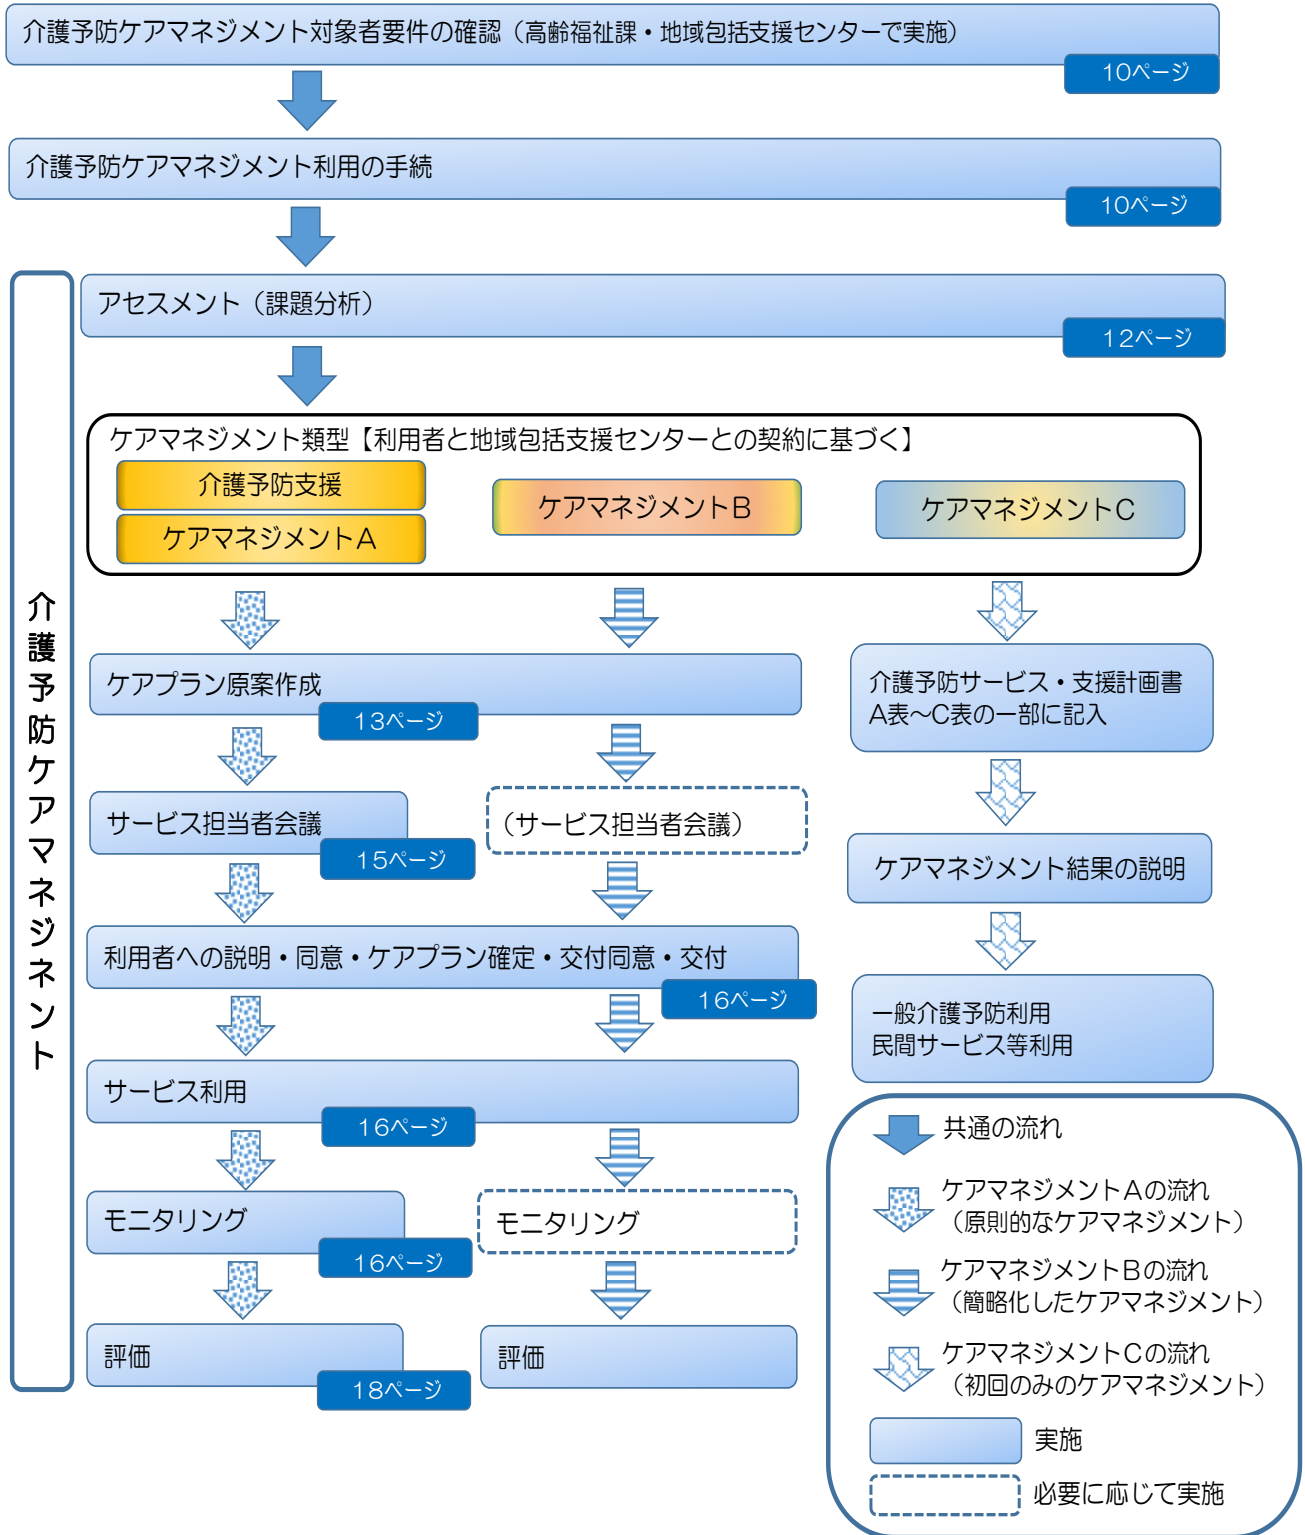 介護予防ケアマネジメント対象者要件の確認（高齢福祉課・地域包括支援センターで実施）
10ページ
介護予防ケアマネジメント利用の手続
10ページ
アセスメント（課題分析）
12ページ
ケアマネジメント類型【利用者と地域包括支援センターとの契約に基づく】
介護予防支援
ケアマネジメントA
ケアマネジメントB
ケアマネジメントC
介護予防ケアマネジネント
ケアプラン原案作成
13ページ
サービス担当者会議
15ページ
（サービス担当者会議）
利用者への説明・同意・ケアプラン確定・交付同意・交付
16ページ
サービス利用
16ページ
モニタリング
16ページ
モニタリング
評価
18ページ
評価
介護予防サービス・支援計画書
A表～C表の一部に記入
ケアマネジメント結果の説明
一般介護予防利用
民間サービス等利用
共通の流れ
ケアマネジメントAの流れ
（原則的なケアマネジメント）
ケアマネジメントBの流れ
（簡略化したケアマネジメント）
ケアマネジメントCの流れ
（初回のみのケアマネジメント）
実施
必要に応じて実施